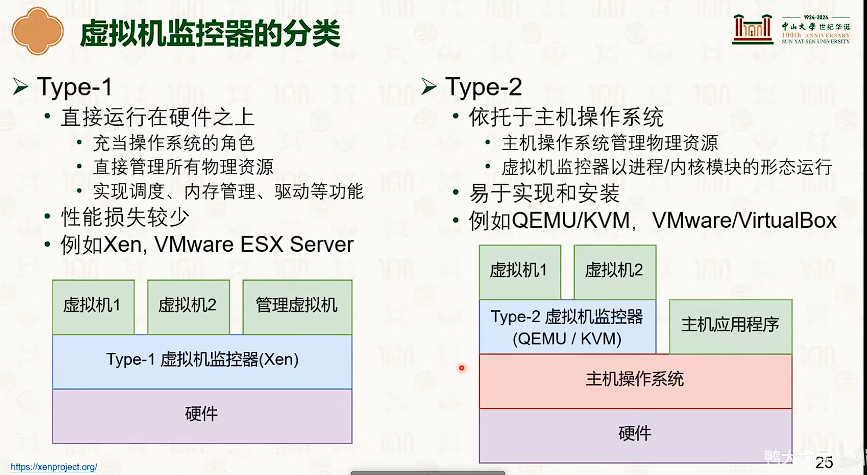 虚拟机监控器的分类
1924-2024
中山大学 世纪华诞
100th ANNIVERSARY
SUN YAT-SEN UNIVERSITY
Type-1
直接运行在硬件之上
充当操作系统的角色
直接管理所有物理资源
实现调度、内存管理、驱动等功能
性能损失较少
例如Xen, VMware ESX Server
虚拟机1
虚拟机2
管理虚拟机
Type-1 虚拟机监控器(Xen)
硬件
Type-2
依托于主机操作系统
主机操作系统管理物理资源
虚拟机监控器以进程/内核模块的形态运行
易于实现和安装
例如QEMU/KVM，VMware/VirtualBox
虚拟机1
虚拟机2
Type-2 虚拟机监控器
(QEMU / KVM)
主机应用程序
主机操作系统
硬件
https://xenproject.org/
25